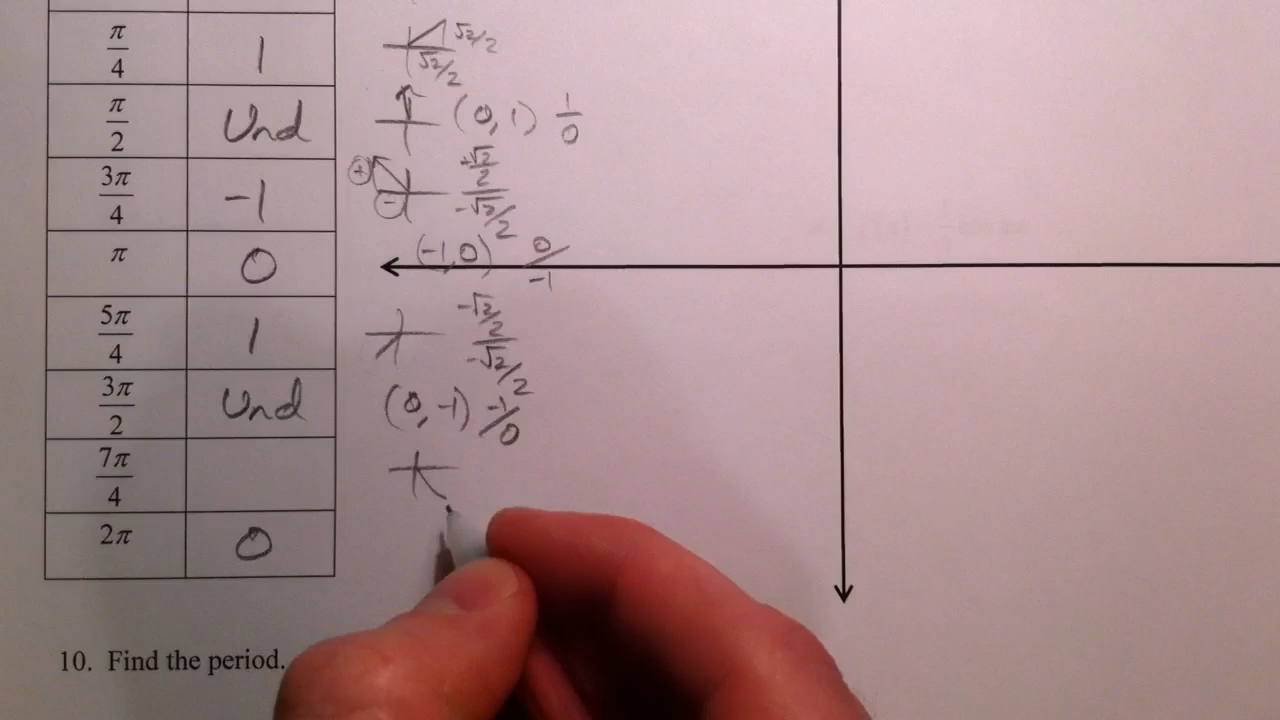 π/4 1 √2/2
√2/2
π/2 Und (0,1) 1/0
3π/4 -1 + - +√2/2 / -√2/2
π 0 (-1,0) 0/-1
5π/4 1 -√2/2 / -√2/2
3π/2 Und (0,-1) -1/0
7π/4
2π 0
10. Find the period.